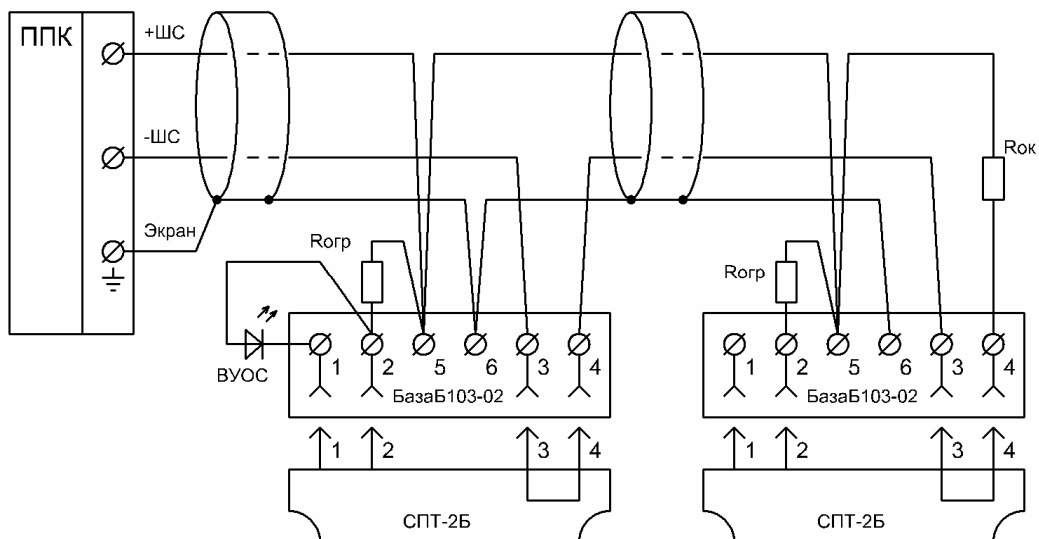 ППК
+ШС
-ШС
Экран
Rок
Rогр
Rогр
ВУОС
1 2 5 6 3 4
1 2 5 6 3 4
БазаБ103-02
БазаБ103-02
1 2 3 4
1 2 3 4
СПТ-2Б
СПТ-2Б